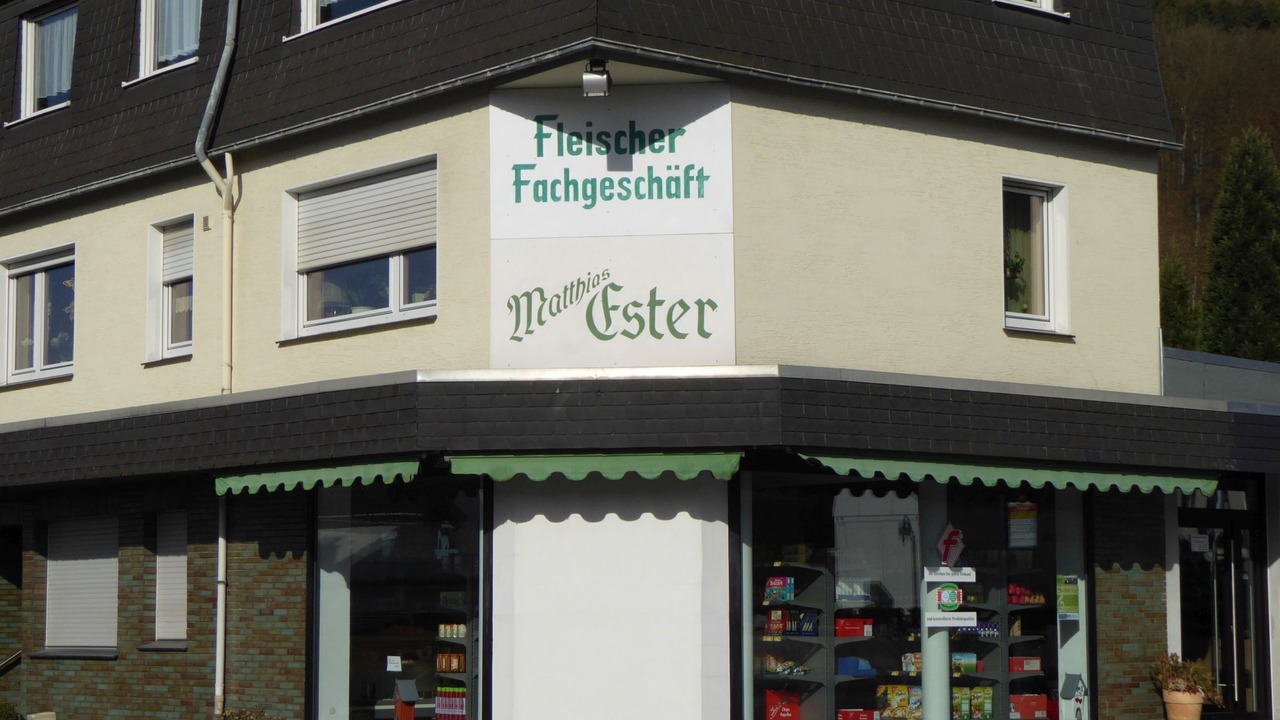 Fleischer
Fachgeschäft
Matthias
Ester
f